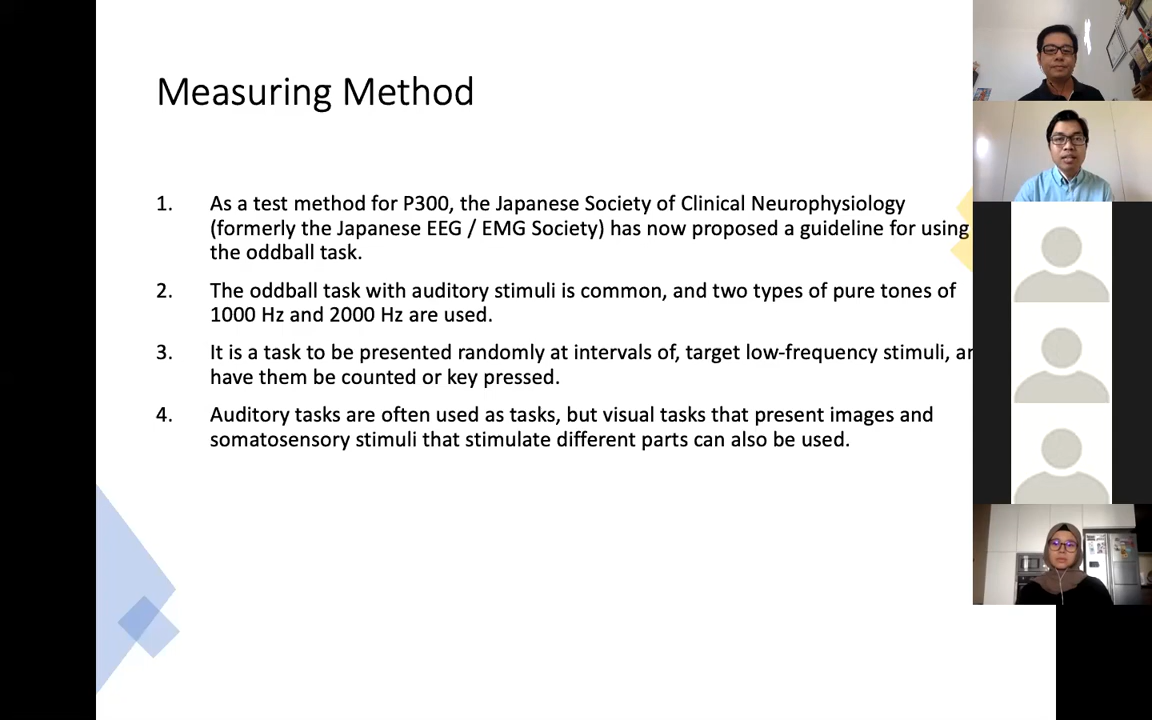 Measuring Method
1. As a test method for P300, the Japanese Society of Clinical Neurophysiology
(formerly the Japanese EEG / EMG Society) has now proposed a guideline for using
the oddball task.
2. The oddball task with auditory stimuli is common, and two types of pure tones of
1000 Hz and 2000 Hz are used.
3. It is a task to be presented randomly at intervals of, target low-frequency stimuli,
have them be counted or key pressed.
4. Auditory tasks are often used as tasks, but visual tasks that present images and
somatosensory stimuli that stimulate different parts can also be used.